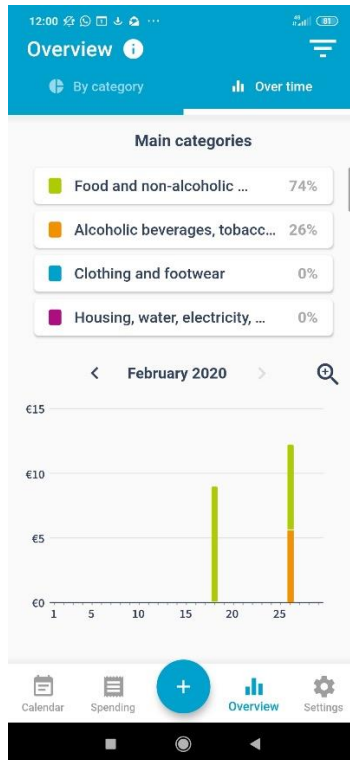 12:00
81
Overview i
By category
Over time
Main categories
Food and non-alcoholic ... 74%
Alcoholic beverages, tobacc... 26%
Clothing and footwear 0%
Housing, water, electricity, ... 0%
February 2020
€15
€10
€5
€0
1 5 10 15 20 25
Calendar Spending + Overview Settings